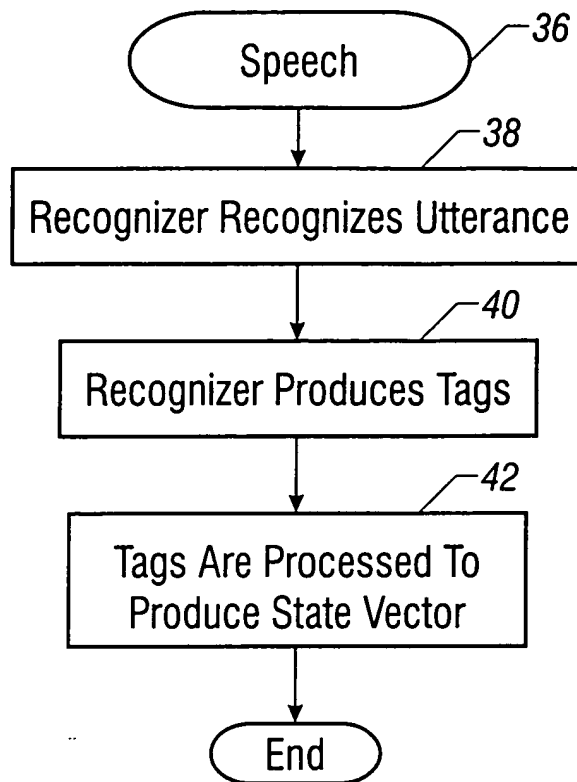 Speech
36
38
Recognizer Recognizes Utterance
40
Recognizer Produces Tags
42
Tags Are Processed To
Produce State Vector
End